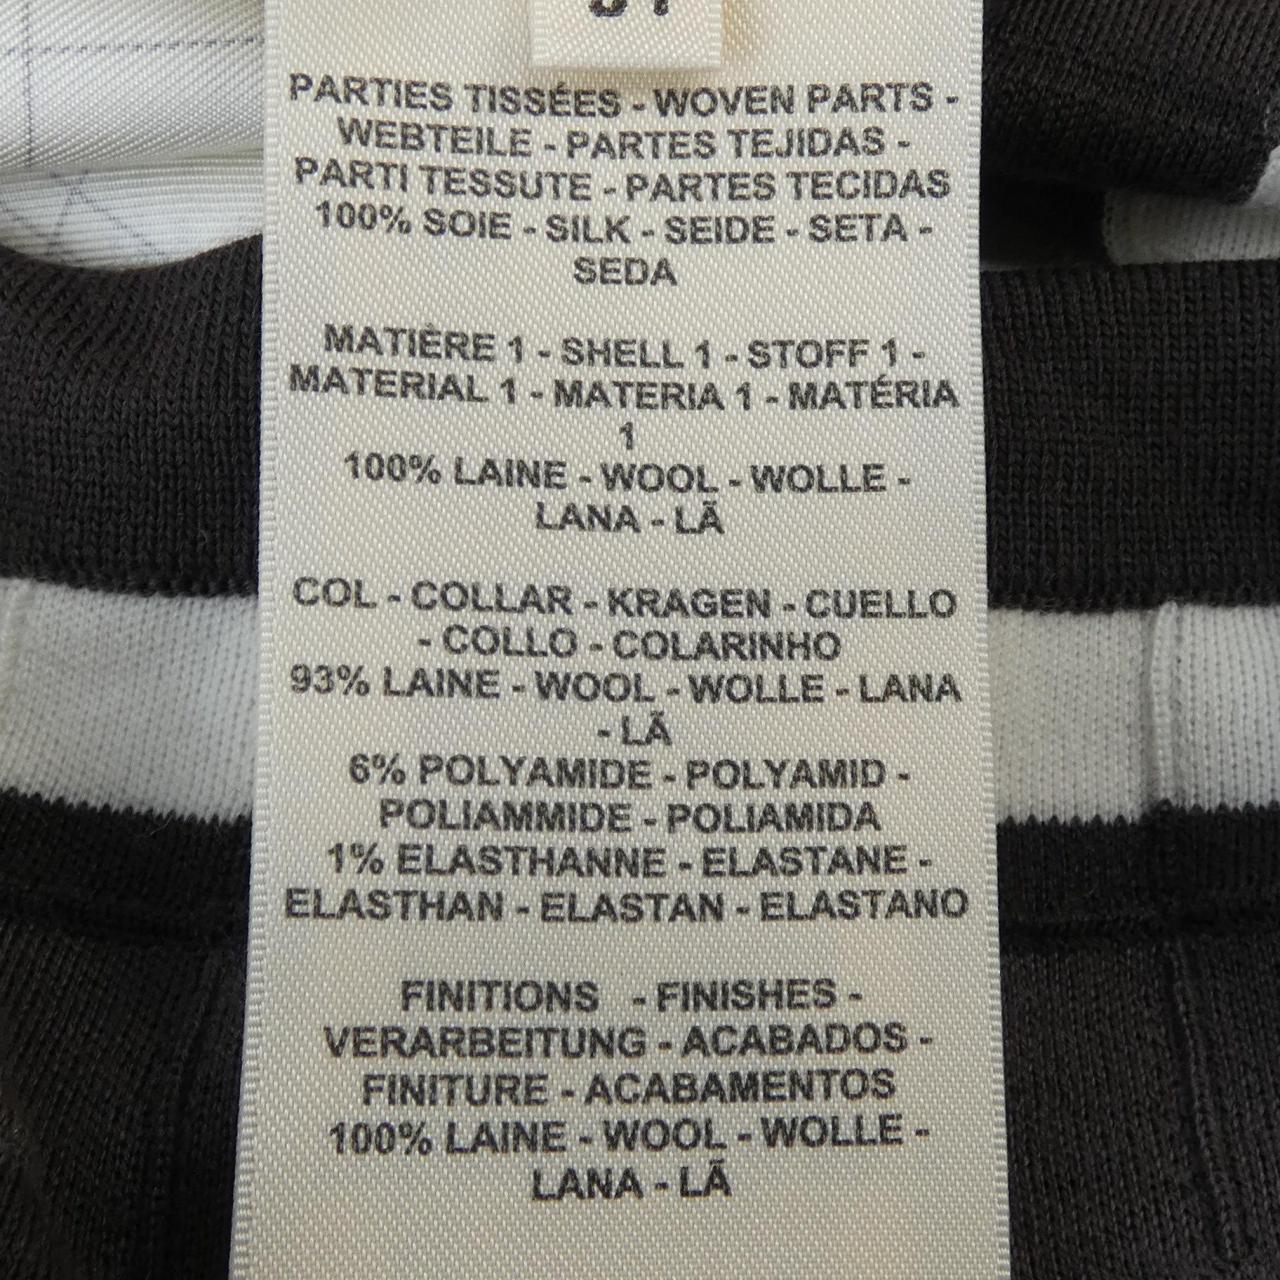 PARTIES TISSÉES - WOVEN PARTS -
WEBTEILE - PARTES TEJIDAS -
PARTI TESSUTE - PARTES TECIDAS
100% SOIE - SILK - SEIDE - SETA -
SEDA
MATIÈRE 1 - SHELL 1 - STOFF 1 -
MATERIAL 1 - MATERIA 1 - MATÉRIA
1
100% LAINE - WOOL - WOLLE -
LANA - LÃ
COL - COLLAR - KRAGEN - CUELLO
- COLLO - COLARINHO
93% LAINE - WOOL - WOLLE - LANA
- LÃ
6% POLYAMIDE - POLYAMID -
POLIAMMIDE - POLIAMIDA
1% ELASTHANNE - ELASTANE -
ELASTHAN - ELASTAN - ELASTANO
FINITIONS - FINISHES -
VERARBEITUNG - ACABADOS -
FINITURE - ACABAMENTOS
100% LAINE - WOOL - WOLLE -
LANA - LÃ